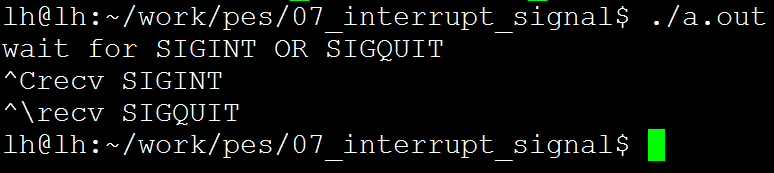 lh@lh:~/work/pes/07_interrupt_signal$ ./a.out
wait for SIGINT OR SIGQUIT
^Crecv SIGINT
^\recv SIGQUIT
lh@lh:~/work/pes/07_interrupt_signal$